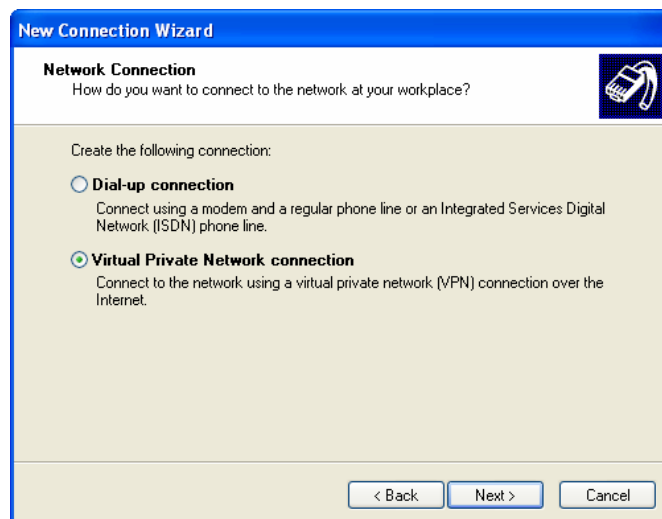 New Connection Wizard
Network Connection
How do you want to connect to the network at your workplace?
Create the following connection:
Dial-up connection
Connect using a modem and a regular phone line or an Integrated Services Digital
Network (ISDN) phone line.
Virtual Private Network connection
Connect to the network using a virtual private network (VPN) connection over the
Internet.
< Back
Next >
Cancel